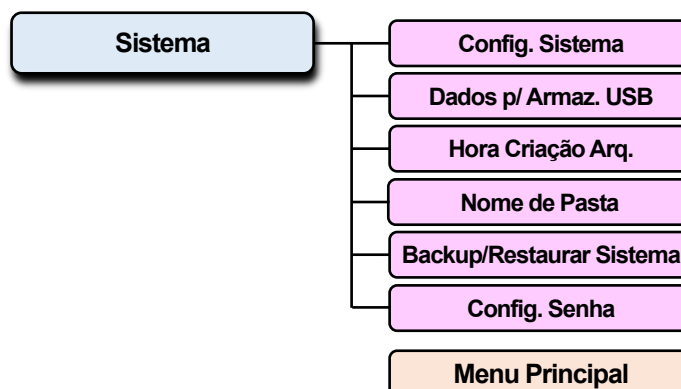 Sistema
Config. Sistema
Dados p/ Armaz. USB
Hora Criação Arq.
Nome de Pasta
Backup/Restaurar Sistema
Config. Senha
Menu Principal